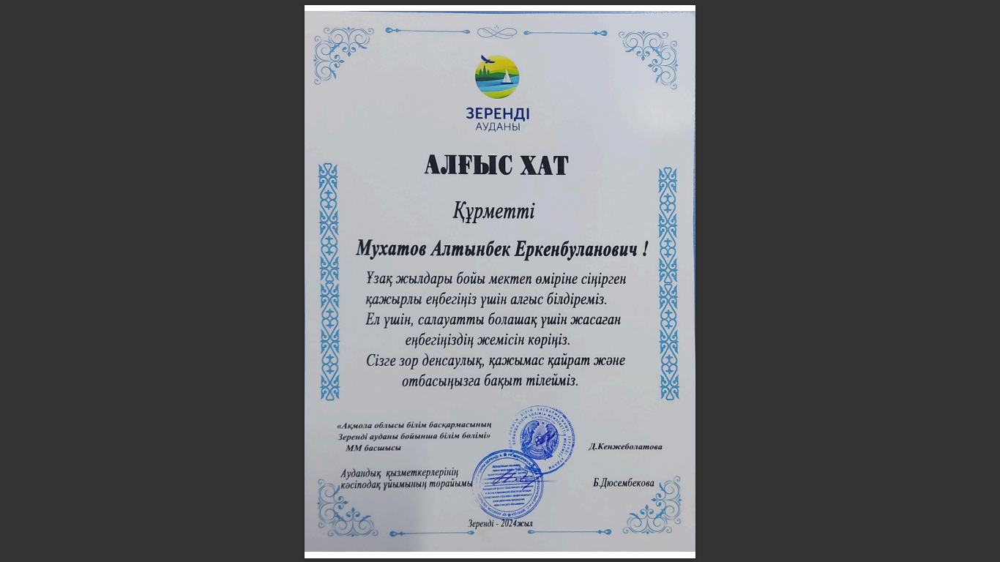 ЗЕРЕНДІ
АУДАНЫ
АЛҒЫС ХАТ
Құрметті
Мухатов Алтынбек Еркенбуланович !
Ұзақ жылдары бойы мектеп өміріне сіңірген
қажырлы еңбегіңіз үшін алғыс білдіреміз.
Ел үшін, салауатты болашақ үшін жасаған
еңбегіңіздің жемісін көріңіз.
Сізге зор денсаулық, қажымас қайрат және
отбасыңызға бақыт тілейміз.
«Ақмола облысы білім басқармасының
Зеренді ауданы бойынша білім бөлімі»
ММ басшысы
Д.Кенжеболатова
Аудандық қызметкерлерінің
кәсіподақ ұйымының төрайымы
Б.Дюсембекова
Зеренді - 2024жыл